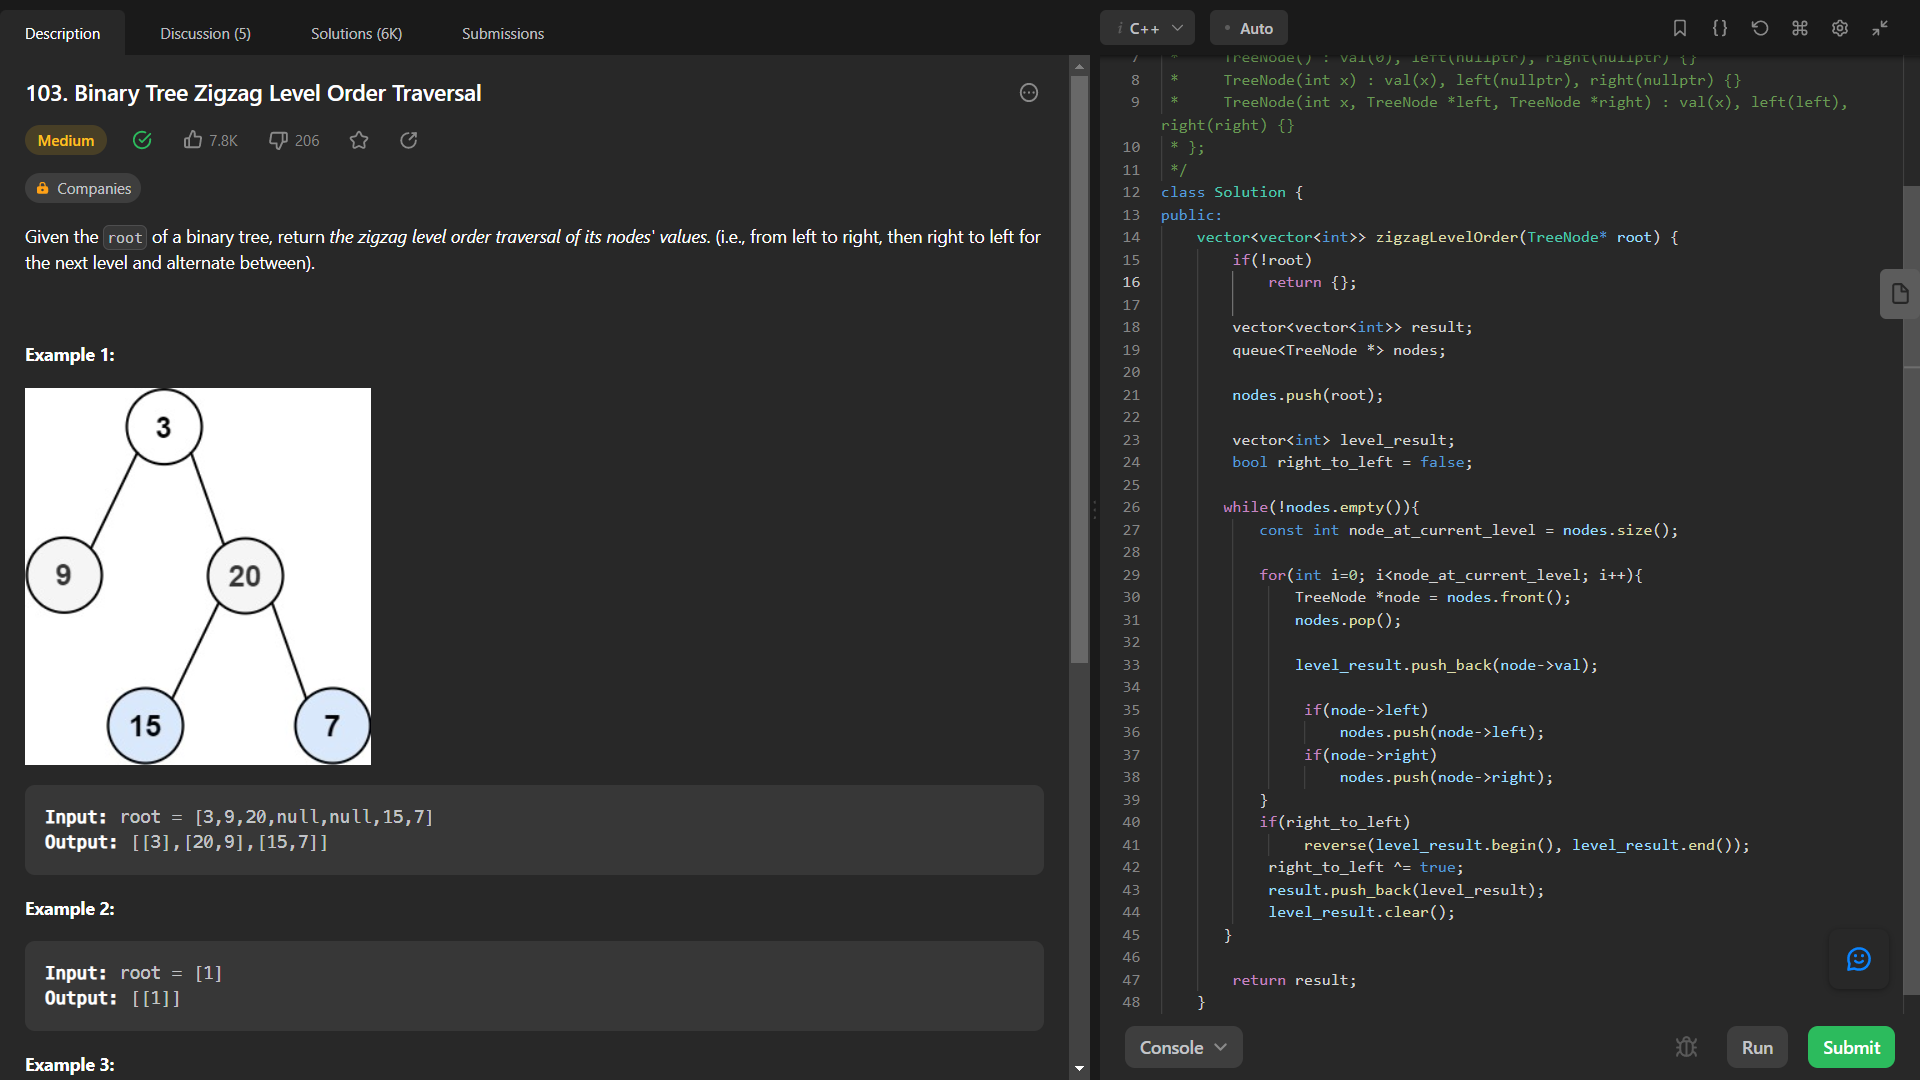 Description
Discussion (5)
Solutions (6K)
Submissions
103. Binary Tree Zigzag Level Order Traversal
Medium
7.8K
206
Companies
Given the root of a binary tree, return the zigzag level order traversal of its nodes' values. (i.e., from left to right, then right to left for
the next level and alternate between).
Example 1:
3
9
20
15
7
Input: root = [3,9,20,null,null,15,7]
Output: [[3],[20,9],[15,7]]
Example 2:
Input: root = [1]
Output: [[1]]
Example 3:
i C++
Auto
7 * TreeNode() : val(0), left(nullptr), right(nullptr) {}
8 * TreeNode(int x) : val(x), left(nullptr), right(nullptr) {}
9 * TreeNode(int x, TreeNode *left, TreeNode *right) : val(x), left(left),
right(right) {}
10 * };
11 */
12 class Solution {
13 public:
14 vector<vector<int>> zigzagLevelOrder(TreeNode* root) {
15 if(!root)
16 return {};
17
18 vector<vector<int>> result;
19 queue<TreeNode *> nodes;
20
21 nodes.push(root);
22
23 vector<int> level_result;
24 bool right_to_left = false;
25
26 while(!nodes.empty()){
27 const int node_at_current_level = nodes.size();
28
29 for(int i=0; i<node_at_current_level; i++){
30 TreeNode *node = nodes.front();
31 nodes.pop();
32
33 level_result.push_back(node->val);
34
35 if(node->left)
36 nodes.push(node->left);
37 if(node->right)
38 nodes.push(node->right);
39 }
40 if(right_to_left)
41 reverse(level_result.begin(), level_result.end());
42 right_to_left ^= true;
43 result.push_back(level_result);
44 level_result.clear();
45 }
46
47 return result;
48 }
Console
Run
Submit